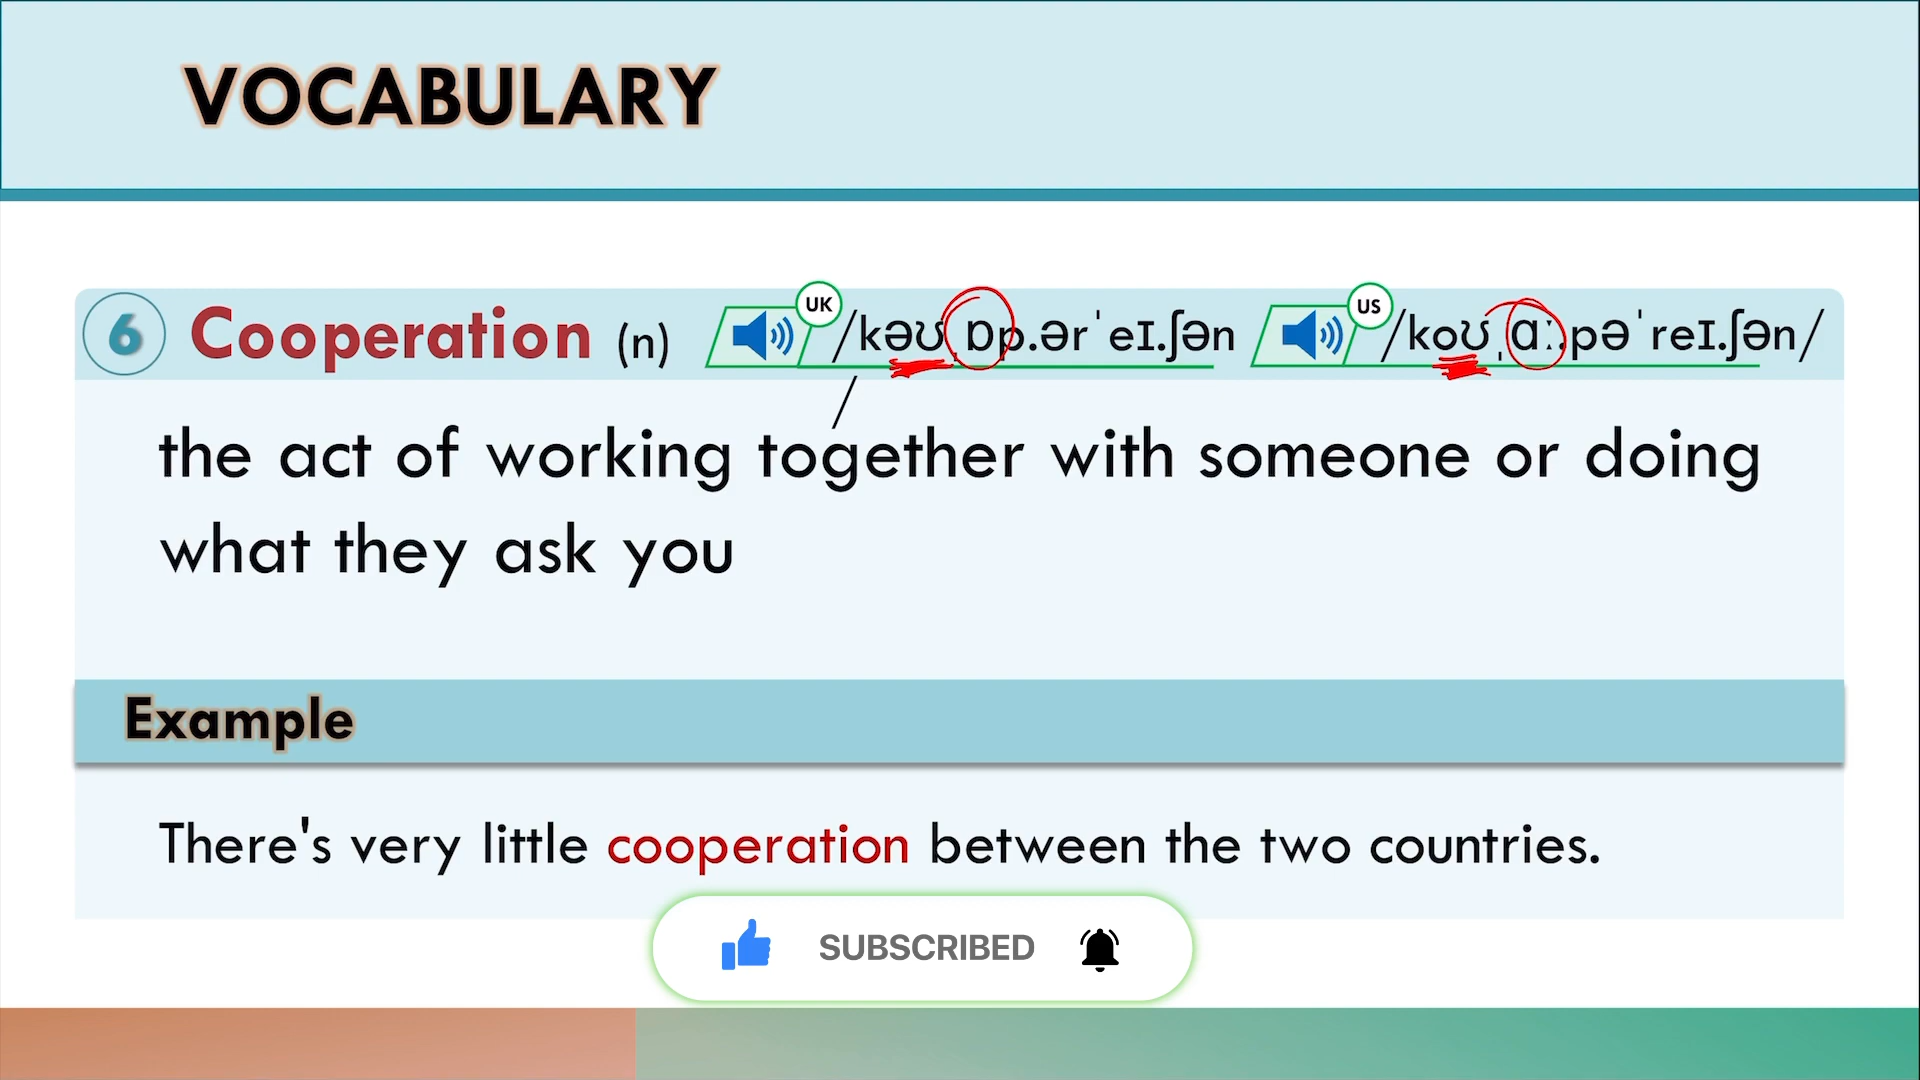 VOCABULARY
6 Cooperation (n) UK /kəʊˌɒp.ərˈeɪ.ʃən US /koʊˌɑː.pəˈreɪ.ʃən/
/
the act of working together with someone or doing
what they ask you
Example
There's very little cooperation between the two countries.
SUBSCRIBED